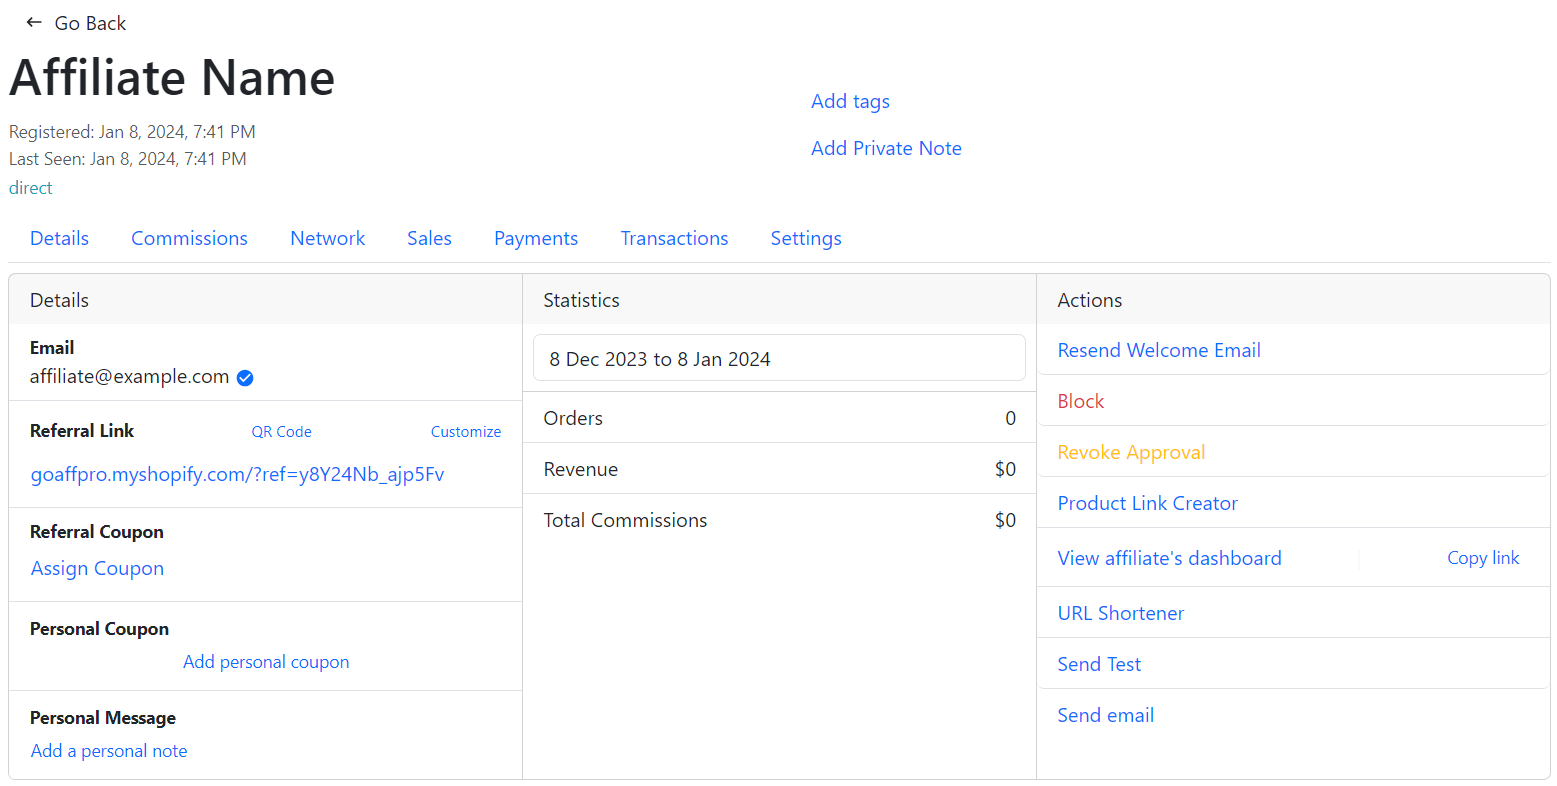 Go Back
Affiliate Name
Registered: Jan 8, 2024, 7:41 PM
Last Seen: Jan 8, 2024, 7:41 PM
direct
Add tags
Add Private Note
Details Commissions Network Sales Payments Transactions Settings
Details
Email
affiliate@example.com
Referral Link QR Code Customize
goaffpro.myshopify.com/?ref=y8Y24Nb_ajp5Fv
Referral Coupon
Assign Coupon
Personal Coupon
Add personal coupon
Personal Message
Add a personal note
Statistics
8 Dec 2023 to 8 Jan 2024
Orders 0
Revenue $0
Total Commissions $0
Actions
Resend Welcome Email
Block
Revoke Approval
Product Link Creator
View affiliate's dashboard Copy link
URL Shortener
Send Test
Send email